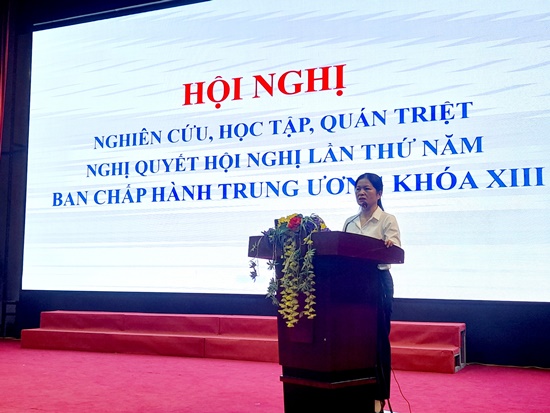 HỘI NGHỊ
NGHIÊN CỨU, HỌC TẬP, QUÁN TRIỆT
NGHỊ QUYẾT HỘI NGHỊ LẦN THỨ NĂM
BAN CHẤP HÀNH TRUNG ƯƠNG KHÓA XIII